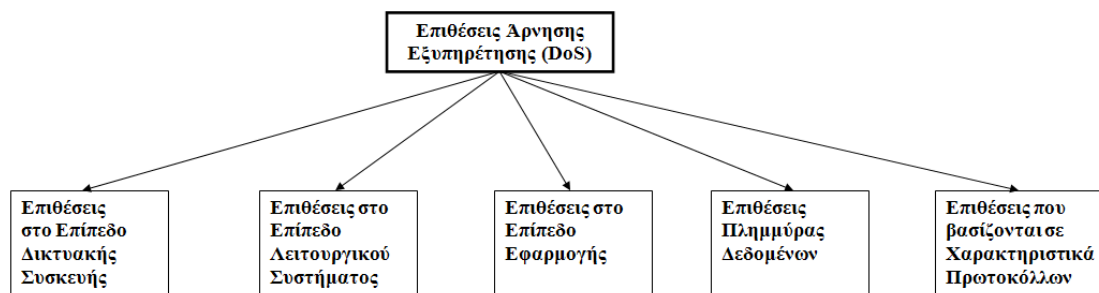 Επιθέσεις Άρνησης
Εξυπηρέτησης (DoS)
Επιθέσεις
στο Επίπεδο
Δικτυακής
Συσκευής
Επιθέσεις στο
Επίπεδο
Λειτουργικού
Συστήματος
Επιθέσεις στο
Επίπεδο
Εφαρμογής
Επιθέσεις
Πλημμύρας
Δεδομένων
Επιθέσεις που
βασίζονται σε
Χαρακτηριστικά
Πρωτοκόλλων